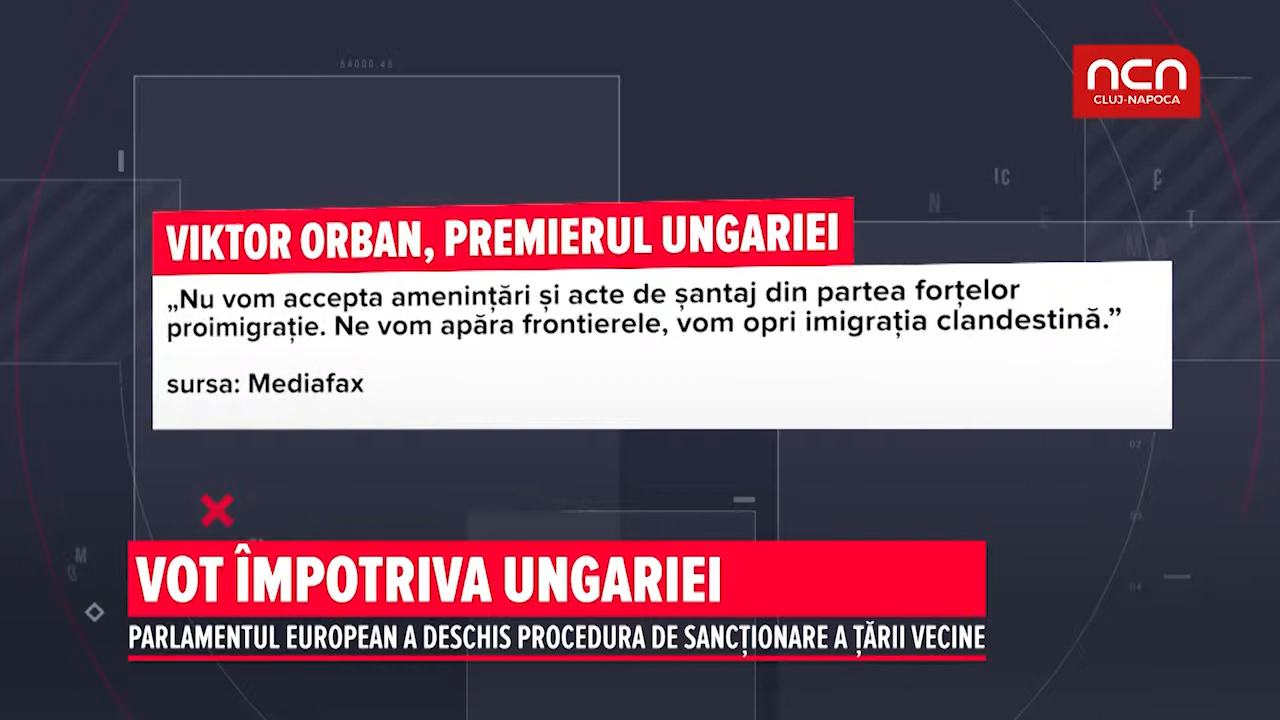 54000.46
ncn
CLUJ-NAPOCA
VIKTOR ORBAN, PREMIERUL UNGARIEI
„Nu vom accepta amenințări și acte de șantaj din partea forțelor
proimigrație. Ne vom apăra frontierele, vom opri imigrația clandestină.”
sursa: Mediafax
VOT ÎMPOTRIVA UNGARIEI
PARLAMENTUL EUROPEAN A DESCHIS PROCEDURA DE SANCȚIONARE A ȚĂRII VECINE